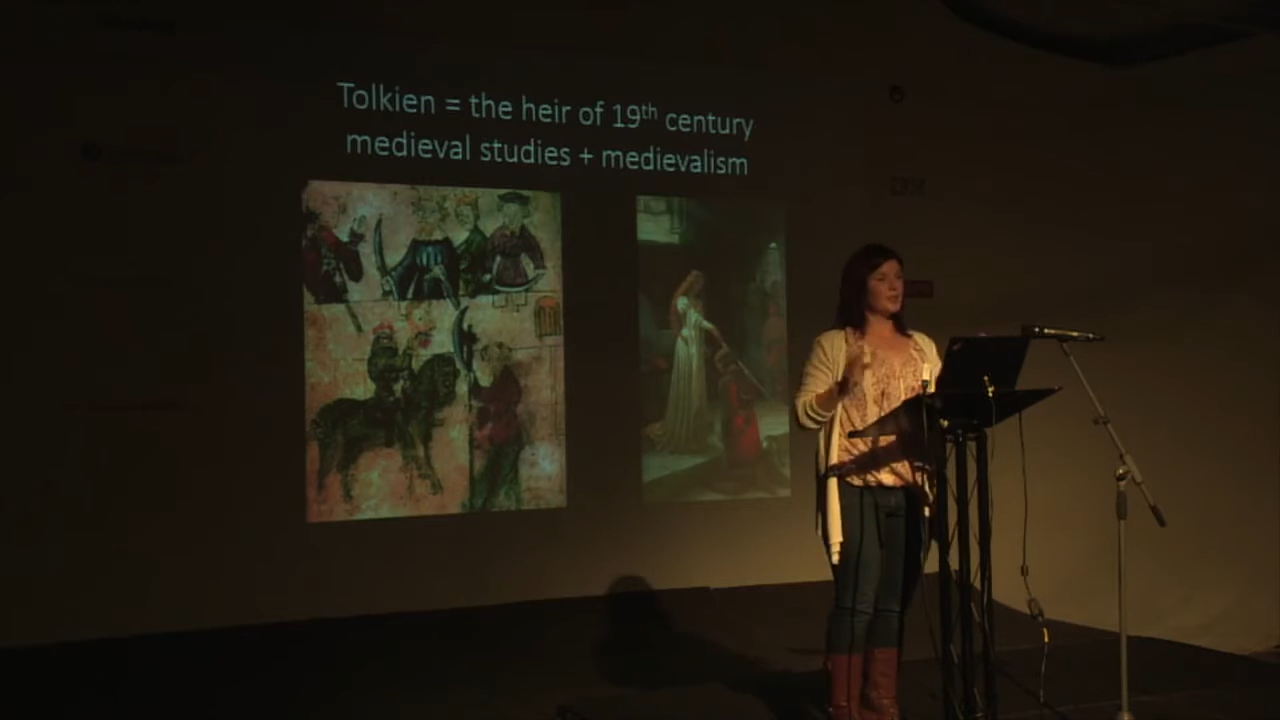 Tolkien = the heir of 19th century
medieval studies + medievalism